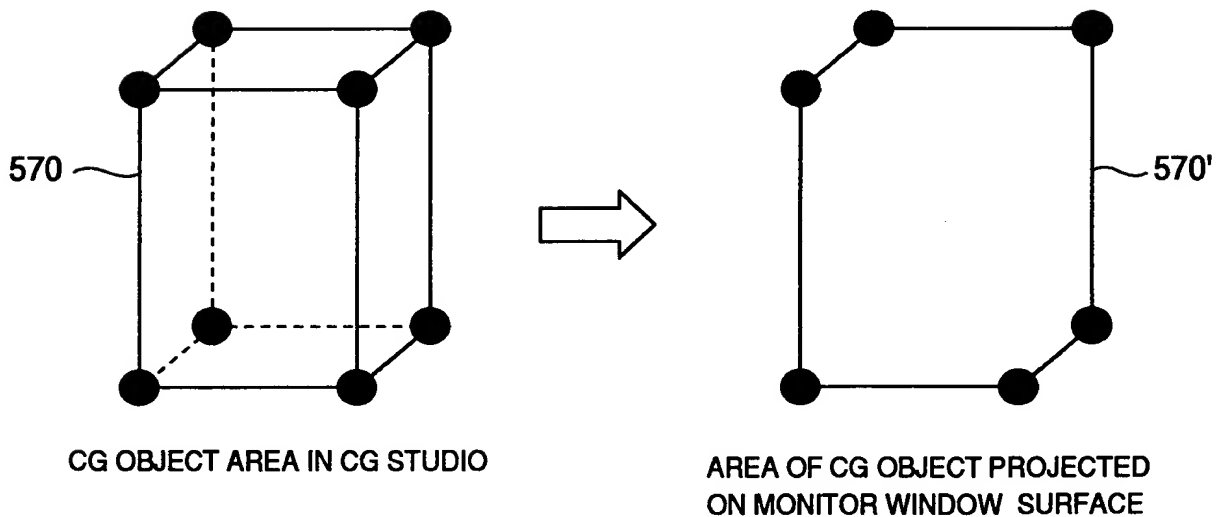 570
570'
CG OBJECT AREA IN CG STUDIO
AREA OF CG OBJECT PROJECTED
ON MONITOR WINDOW SURFACE